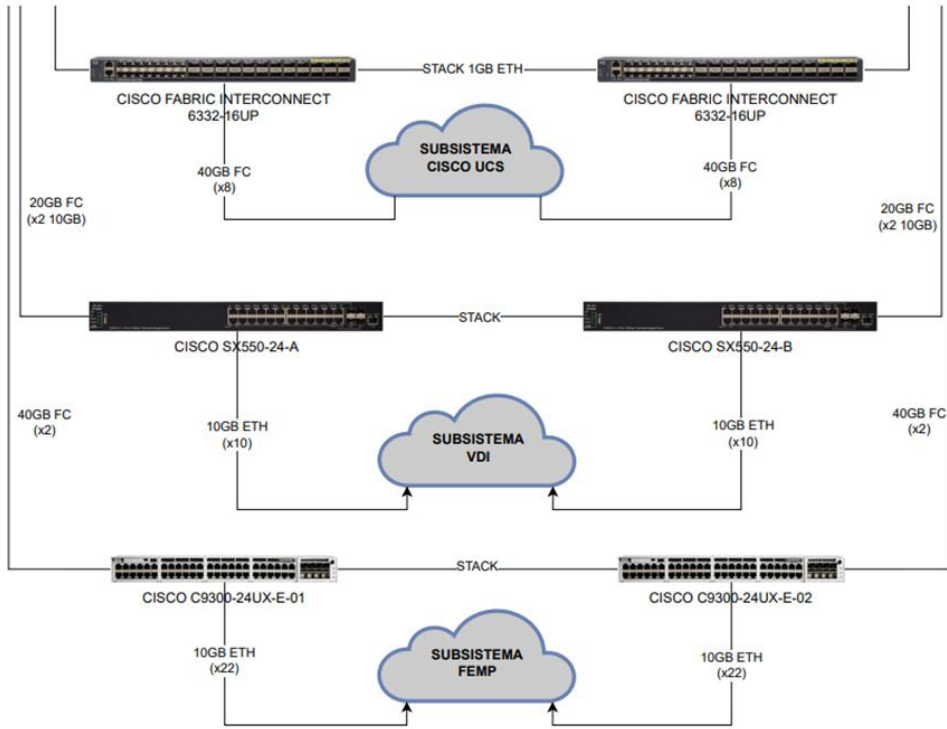 STACK 1GB ETH
CISCO FABRIC INTERCONNECT
6332-16UP
CISCO FABRIC INTERCONNECT
6332-16UP
SUBSISTEMA
CISCO UCS
40GB FC
(x8)
40GB FC
(x8)
20GB FC
(x2 10GB)
20GB FC
(x2 10GB)
STACK
CISCO SX550-24-A
CISCO SX550-24-B
40GB FC
(x2)
10GB ETH
(x10)
SUBSISTEMA
VDI
10GB ETH
(x10)
40GB FC
(x2)
STACK
CISCO C9300-24UX-E-01
CISCO C9300-24UX-E-02
10GB ETH
(x22)
SUBSISTEMA
FEMP
10GB ETH
(x22)